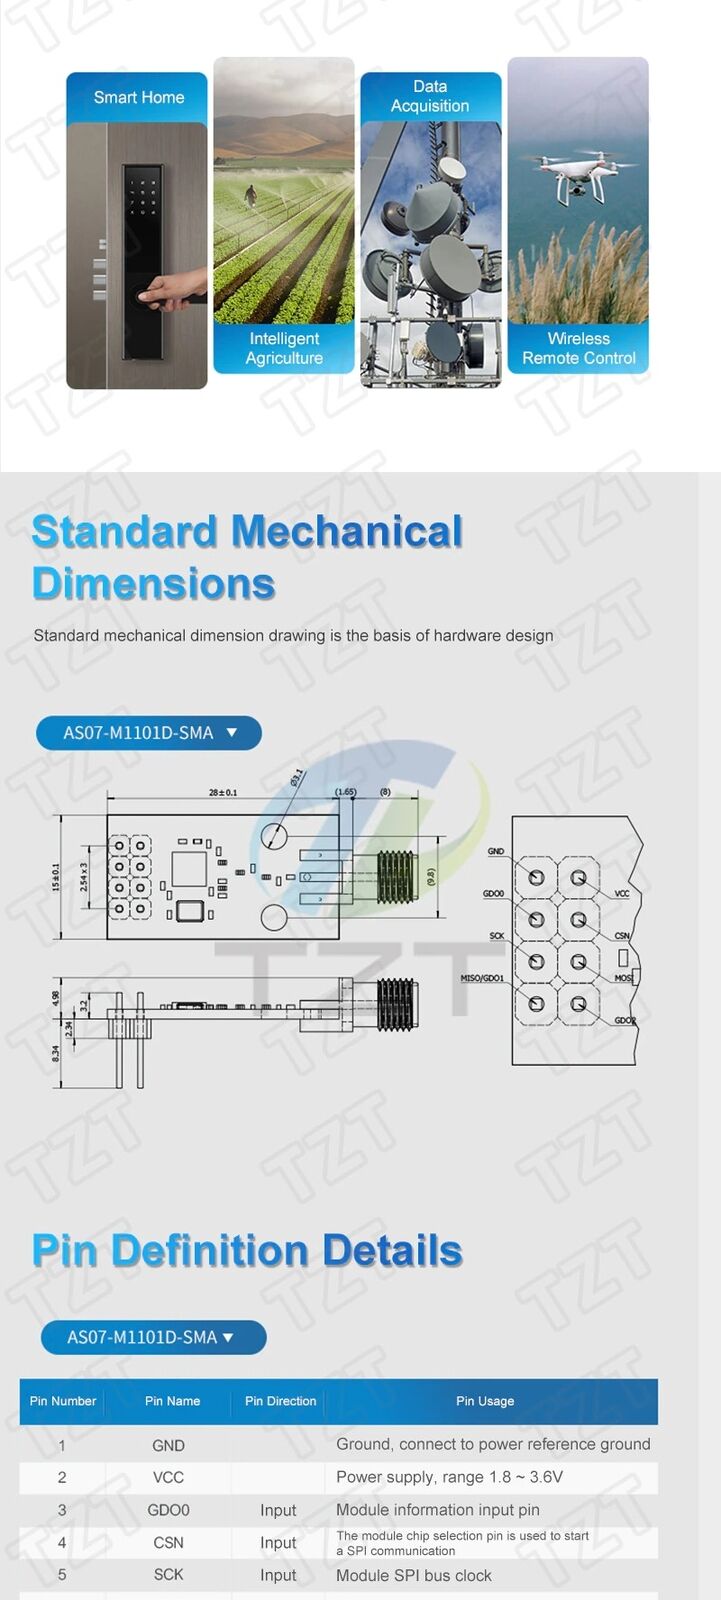 Smart Home
Data
Acquisition
Intelligent
Agriculture
Wireless
Remote Control
Standard Mechanical
Dimensions
Standard mechanical dimension drawing is the basis of hardware design
AS07-M1101D-SMA
28±0.1
(1.65)
(8)
Ø3.1
15±0.1
2.54x3
(9.8)
GND
GDO0
SCK
MISO/GDO1
VCC
CSN
MOSI
GDO2
4.98
3.2
2.34
8.34
TZT
Pin Definition Details
AS07-M1101D-SMA
Pin Number Pin Name Pin Direction Pin Usage
1 GND Ground, connect to power reference ground
2 VCC Power supply, range 1.8 ~ 3.6V
3 GDO0 Input Module information input pin
4 CSN Input The module chip selection pin is used to start
a SPI communication
5 SCK Input Module SPI bus clock